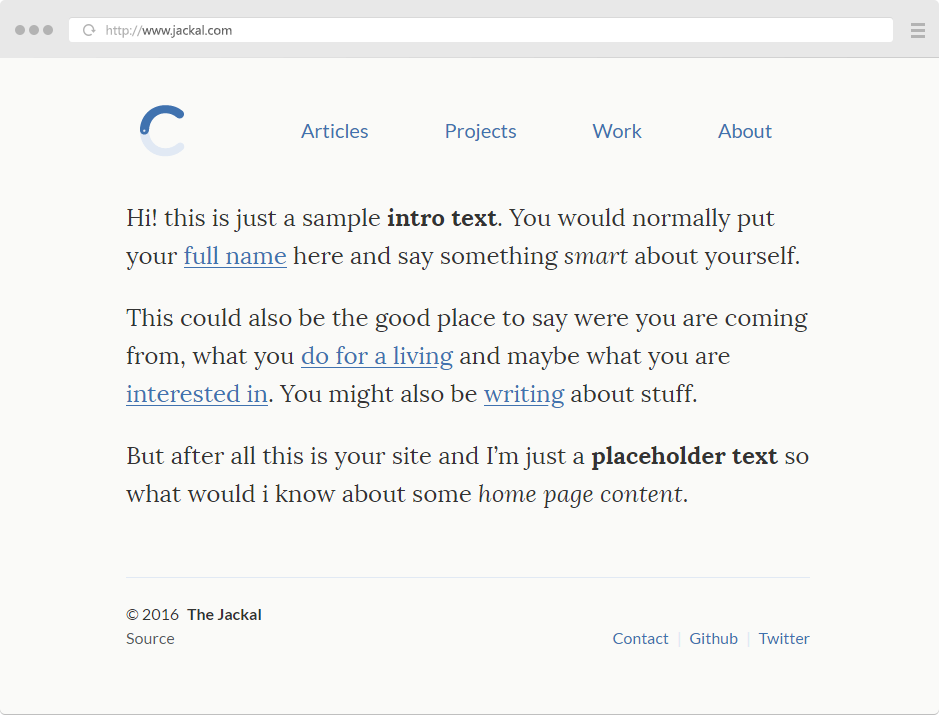 http://www.jackal.com
Articles Projects Work About
Hi! this is just a sample intro text. You would normally put
your full name here and say something smart about yourself.
This could also be the good place to say were you are coming
from, what you do for a living and maybe what you are
interested in. You might also be writing about stuff.
But after all this is your site and I’m just a placeholder text so
what would i know about some home page content.
© 2016 The Jackal
Source
Contact | Github | Twitter